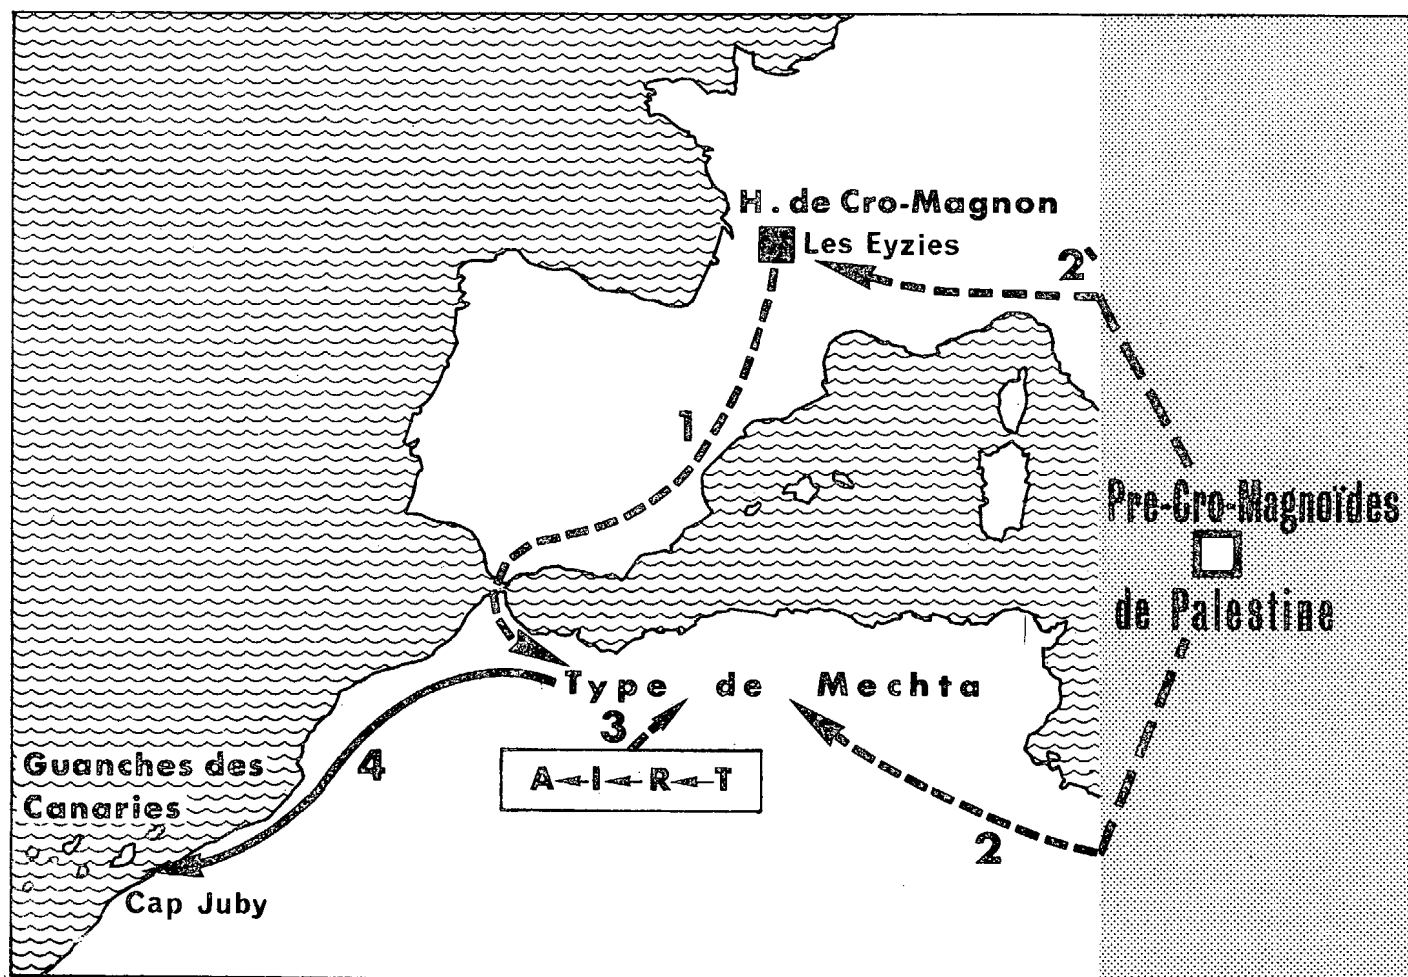 H. de Cro-Magnon
Les Eyzies
2'
1
Pre-Cro-Magnoïdes
de Palestine
Type de Mechta
3
A I R T
4
2
Guanches des
Canaries
Cap Juby